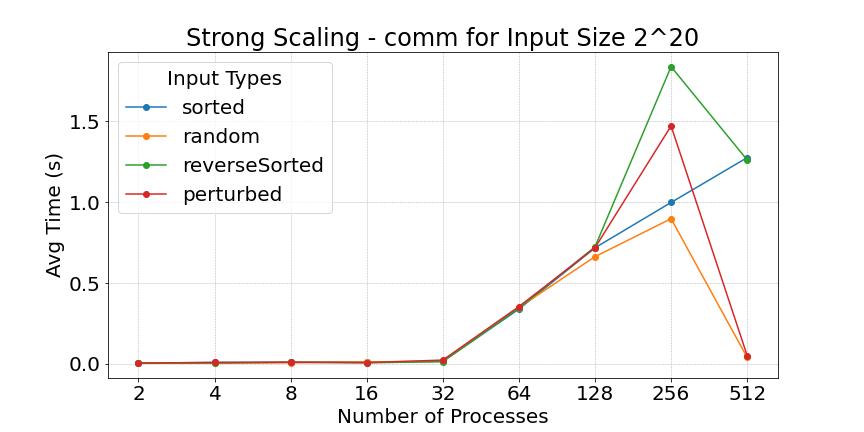 Strong Scaling - comm for Input Size 2^20
Input Types
sorted
random
reverseSorted
perturbed
Avg Time (s)
1.5
1.0
0.5
0.0
2 4 8 16 32 64 128 256 512
Number of Processes